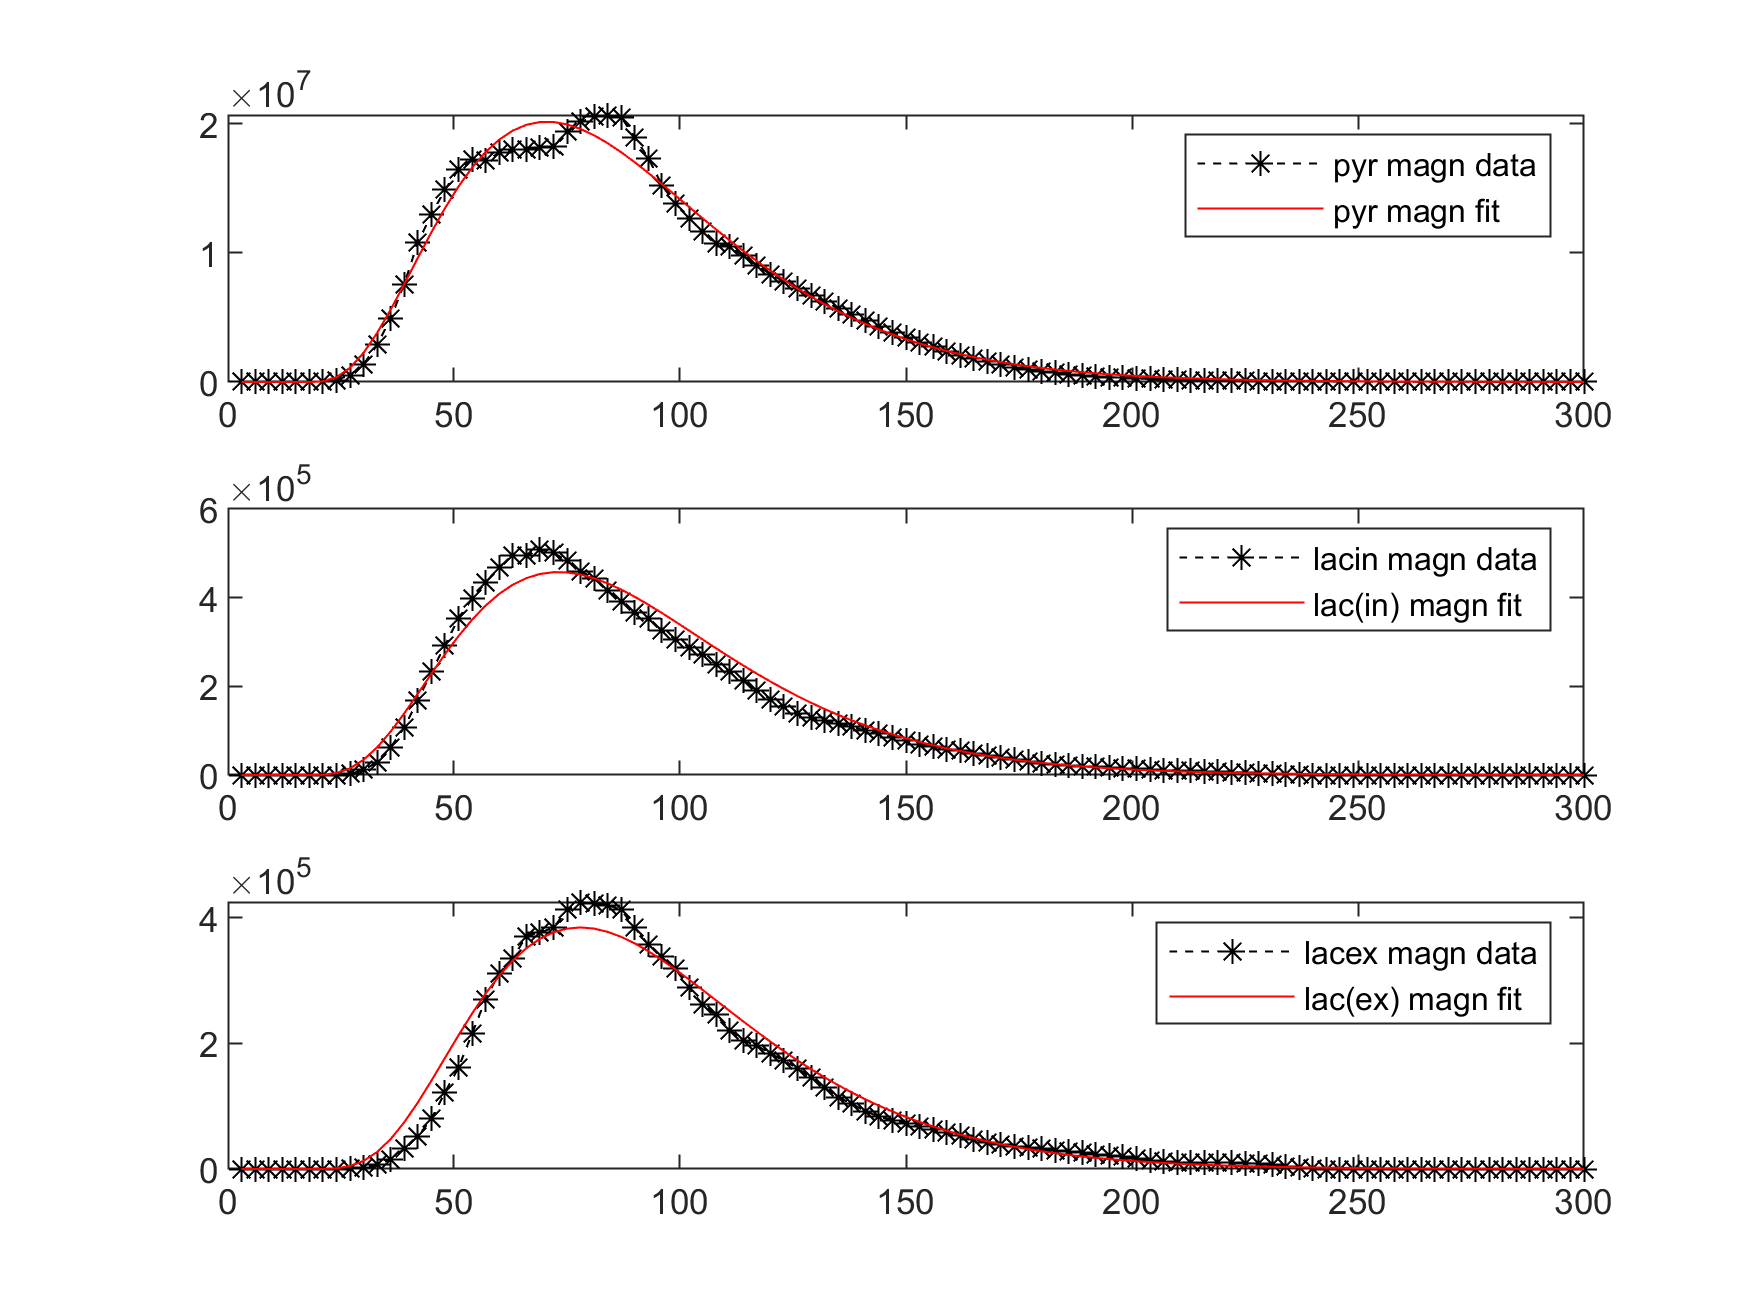 ×10^7
2
1
0
pyr magn data
pyr magn fit
0 50 100 150 200 250 300
×10^5
6
4
2
0
lacin magn data
lac(in) magn fit
0 50 100 150 200 250 300
×10^5
4
2
0
lacex magn data
lac(ex) magn fit
0 50 100 150 200 250 300